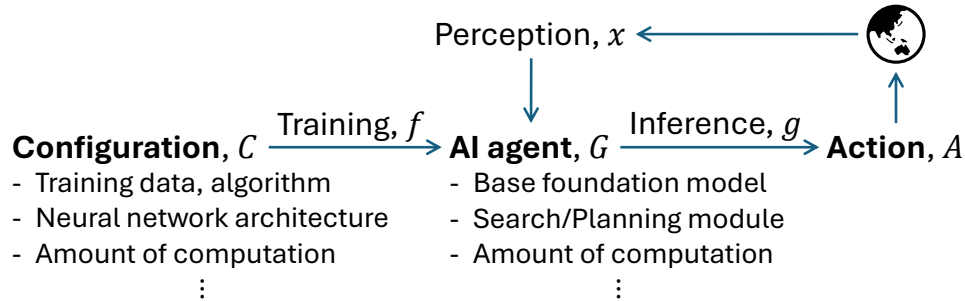 Perception, x
Training, f
Inference, g
Configuration, C
AI agent, G
Action, A
- Training data, algorithm
- Neural network architecture
- Amount of computation
⋮
- Base foundation model
- Search/Planning module
- Amount of computation
⋮